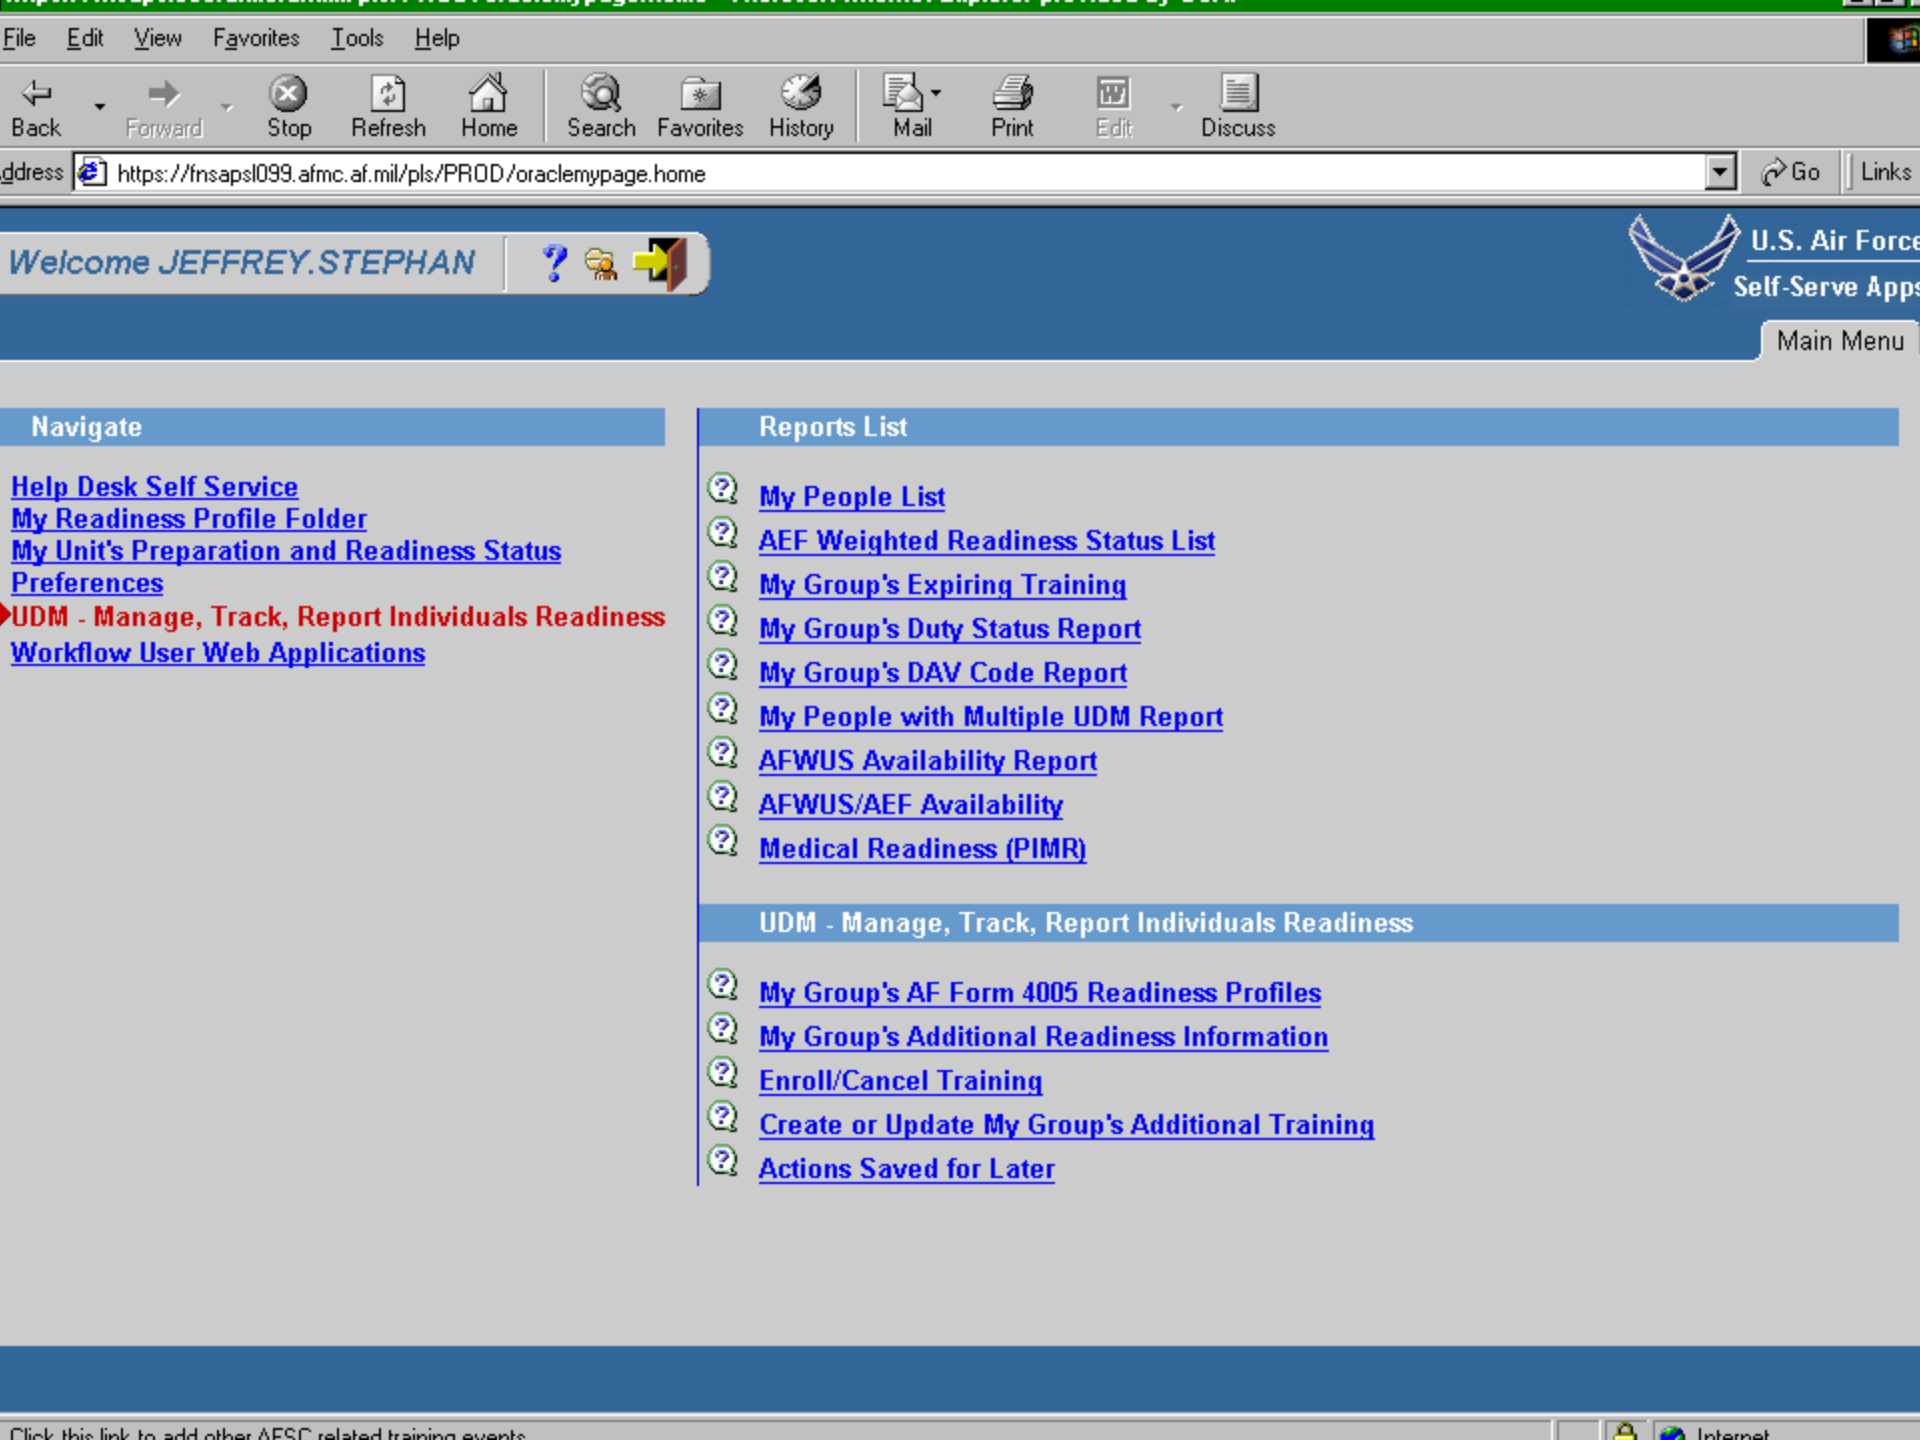 File Edit View Favorites Tools Help
Back Forward Stop Refresh Home Search Favorites History Mail Print Edit Discuss
ddress https://fnsapsl099.afmc.af.mil/pls/PROD/oraclemypage.home Go Links
Welcome JEFFREY.STEPHAN
U.S. Air Force
Self-Serve Apps
Main Menu
Navigate
Help Desk Self Service
My Readiness Profile Folder
My Unit's Preparation and Readiness Status
Preferences
UDM - Manage, Track, Report Individuals Readiness
Workflow User Web Applications
Reports List
My People List
AEF Weighted Readiness Status List
My Group's Expiring Training
My Group's Duty Status Report
My Group's DAV Code Report
My People with Multiple UDM Report
AFWUS Availability Report
AFWUS/AEF Availability
Medical Readiness (PIMR)
UDM - Manage, Track, Report Individuals Readiness
My Group's AF Form 4005 Readiness Profiles
My Group's Additional Readiness Information
Enroll/Cancel Training
Create or Update My Group's Additional Training
Actions Saved for Later
Click this link to add other AFSC related training events Internet